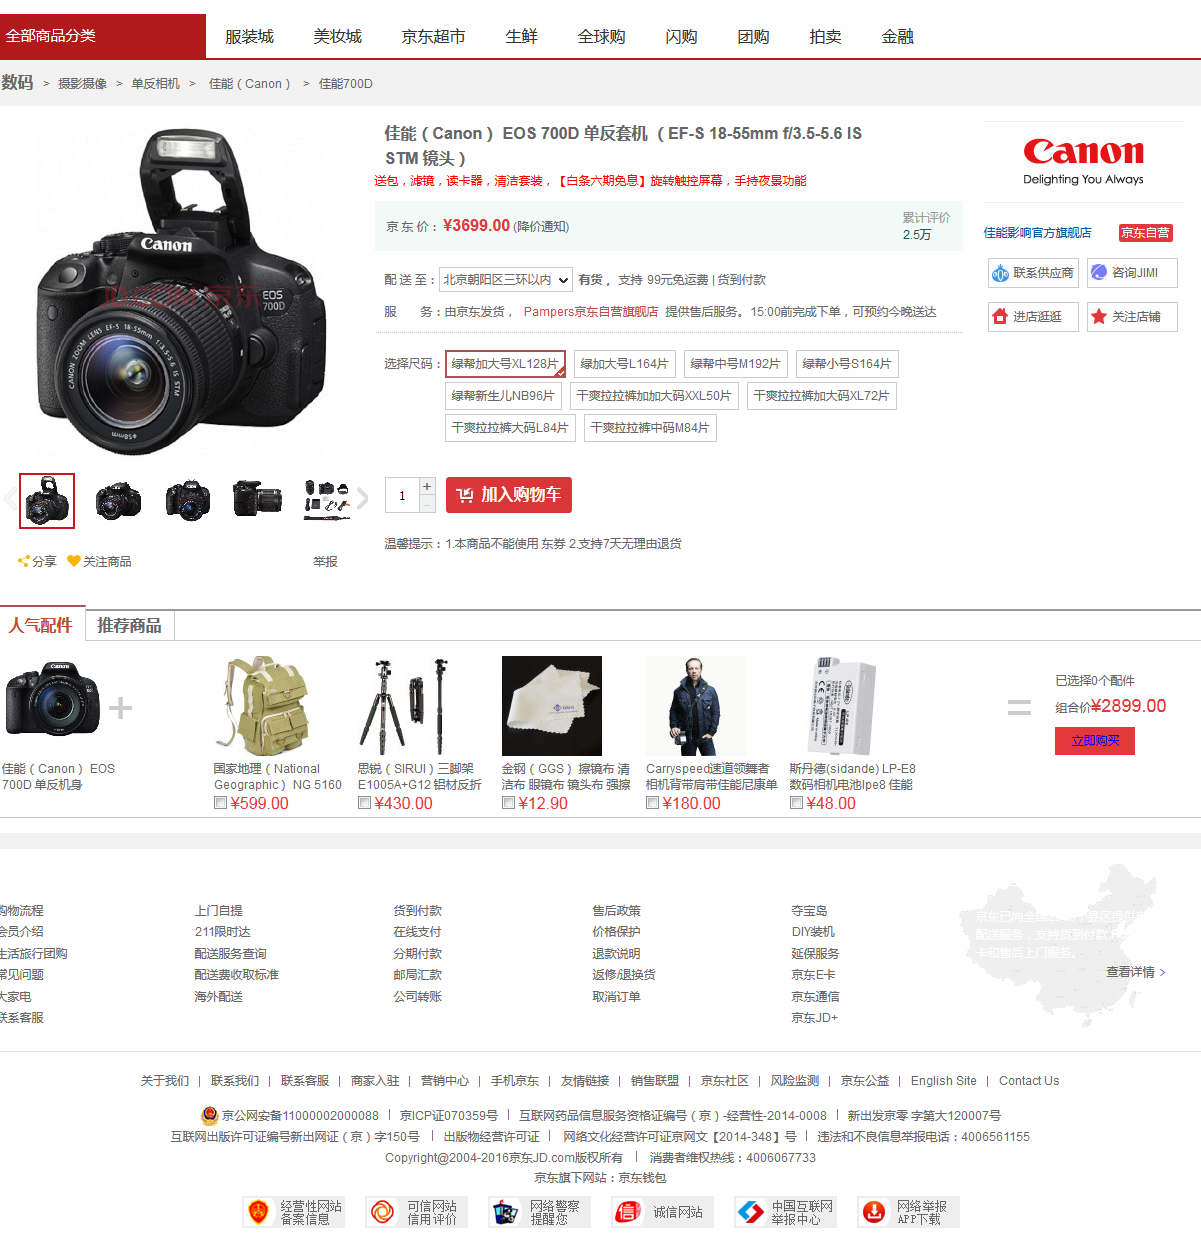 全部商品分类 服装城 美妆城 京东超市 生鲜 全球购 闪购 团购 拍卖 金融
数码 > 摄影摄像 > 单反相机 > 佳能（Canon） > 佳能700D
佳能（Canon） EOS 700D 单反套机 （EF-S 18-55mm f/3.5-5.6 IS
STM 镜头）
送包，滤镜，读卡器，清洁套装，【白条六期免息】旋转触控屏幕，手持夜景功能
京 东 价： ¥3699.00 (降价通知)
累计评价
2.5万
配 送 至： 北京朝阳区三环以内 有货， 支持 99元免运费 | 货到付款
服 务：由京东发货， Pampers京东自营旗舰店 提供售后服务。15:00前完成下单，可预约今晚送达
选择尺码： 绿帮加大号XL128片 绿加大号L164片 绿帮中号M192片 绿帮小号S164片
绿帮新生儿NB96片 干爽拉拉裤加加大码XXL50片 干爽拉拉裤加大码XL72片
干爽拉拉裤大码L84片 干爽拉拉裤中码M84片
1 + -
加入购物车
温馨提示：1.本商品不能使用 东券 2.支持7天无理由退货
Canon
Delighting You Always
佳能影响官方旗舰店 京东自营
联系供应商 咨询JIMI
进店逛逛 关注店铺
Canon
EOS
700D
JD.COM 京东
CANON ZOOM LENS EF-S 18-55mm 1:3.5-5.6 IS STM
φ58mm
分享 关注商品 举报
人气配件 推荐商品
佳能（Canon） EOS
700D 单反机身
+
国家地理（National
Geographic） NG 5160
¥599.00
思锐（SIRUI）三脚架
E1005A+G12 铝材反折
¥430.00
金钢（GGS） 擦镜布 清
洁布 眼镜布 镜头布 强擦
¥12.90
Carryspeed速道领舞者
相机背带肩带佳能尼康单
¥180.00
斯丹德(sidande) LP-E8
数码相机电池lpe8 佳能
¥48.00
=
已选择0个配件
组合价¥2899.00
立即购买
购物流程 上门自提 货到付款 售后政策 夺宝岛
会员介绍 211限时达 在线支付 价格保护 DIY装机
生活旅行团购 配送服务查询 分期付款 退款说明 延保服务
常见问题 配送费收取标准 邮局汇款 返修/退换货 京东E卡
大家电 海外配送 公司转账 取消订单 京东通信
联系客服 京东JD+
京东已向全国
配送服务，支持货到付款
卡和售后上门服务。
查看详情 >
关于我们 | 联系我们 | 联系客服 | 商家入驻 | 营销中心 | 手机京东 | 友情链接 | 销售联盟 | 京东社区 | 风险监测 | 京东公益 | English Site | Contact Us
京公网安备11000002000088 | 京ICP证070359号 | 互联网药品信息服务资格证编号（京）-经营性-2014-0008 | 新出发京零 字第大120007号
互联网出版许可证编号新出网证（京）字150号 | 出版物经营许可证 | 网络文化经营许可证京网文【2014-348】号 | 违法和不良信息举报电话：4006561155
Copyright@2004-2016京东JD.com版权所有 | 消费者维权热线：4006067733
京东旗下网站：京东钱包
经营性网站
备案信息
可信网站
信用评价
网络警察
提醒您
诚信网站
中国互联网
举报中心
网络举报
APP下载